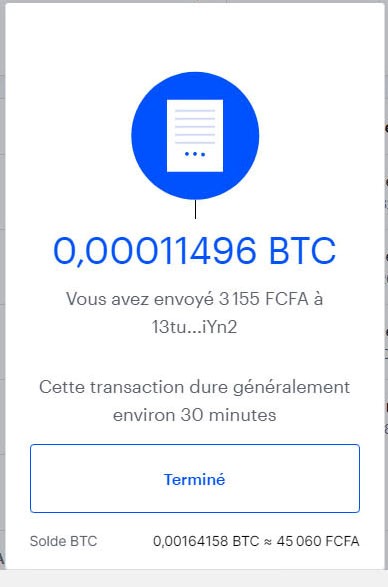 0,00011496 BTC
Vous avez envoyé 3 155 FCFA à
13tu...iYn2
Cette transaction dure généralement
environ 30 minutes
Terminé
Solde BTC 0,00164158 BTC ≈ 45 060 FCFA